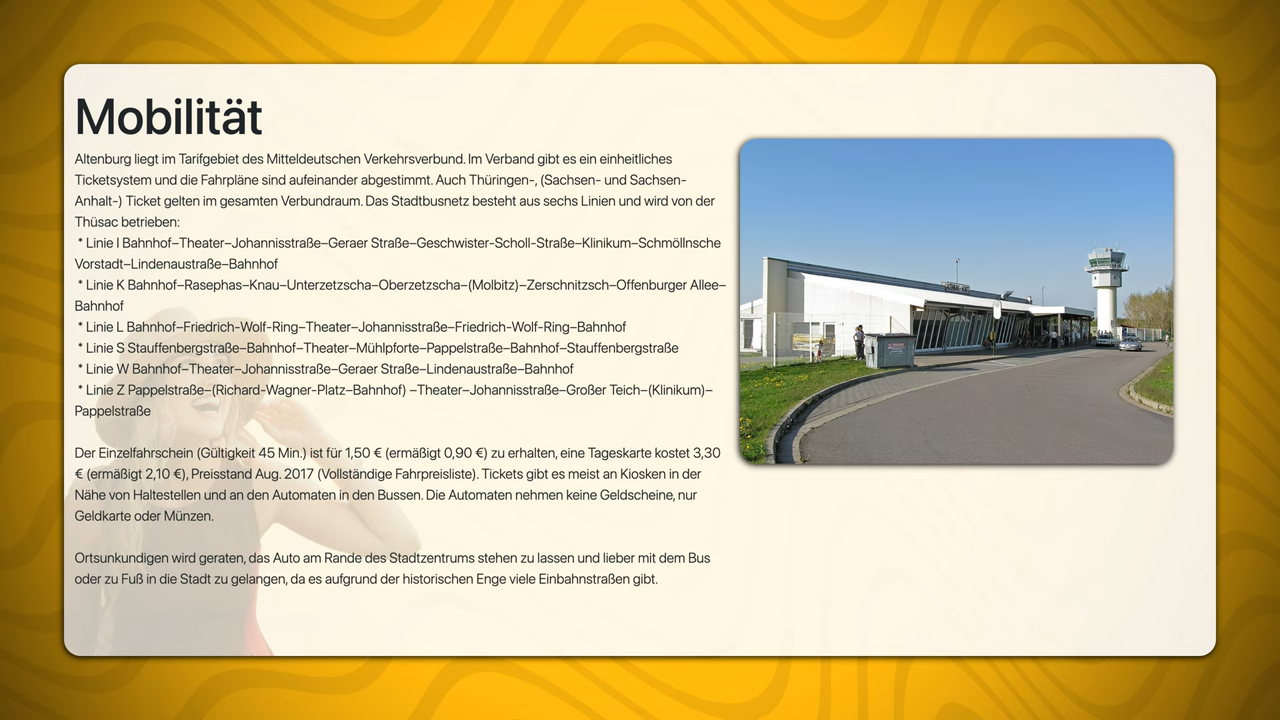 Mobilität
Altenburg liegt im Tarifgebiet des Mitteldeutschen Verkehrsverbund. Im Verband gibt es ein einheitliches
Ticketsystem und die Fahrpläne sind aufeinander abgestimmt. Auch Thüringen-, (Sachsen- und Sachsen-
Anhalt-) Ticket gelten im gesamten Verbundraum. Das Stadtbusnetz besteht aus sechs Linien und wird von der
Thüsac betrieben:
* Linie I Bahnhof–Theater–Johannisstraße–Geraer Straße–Geschwister-Scholl-Straße–Klinikum–Schmöllnsche
Vorstadt–Lindenaustraße–Bahnhof
* Linie K Bahnhof–Rasephas–Knau–Unterzetzscha–Oberzetzscha–(Molbitz)–Zerschnitzsch–Offenburger Allee–
Bahnhof
* Linie L Bahnhof–Friedrich-Wolf-Ring–Theater–Johannisstraße–Friedrich-Wolf-Ring–Bahnhof
* Linie S Stauffenbergstraße–Bahnhof–Theater–Mühlpforte–Pappelstraße–Bahnhof–Stauffenbergstraße
* Linie W Bahnhof–Theater–Johannisstraße–Geraer Straße–Lindenaustraße–Bahnhof
* Linie Z Pappelstraße–(Richard-Wagner-Platz–Bahnhof) –Theater–Johannisstraße–Großer Teich–(Klinikum)–
Pappelstraße
Der Einzelfahrschein (Gültigkeit 45 Min.) ist für 1,50 € (ermäßigt 0,90 €) zu erhalten, eine Tageskarte kostet 3,30
€ (ermäßigt 2,10 €), Preisstand Aug. 2017 (Vollständige Fahrpreisliste). Tickets gibt es meist an Kiosken in der
Nähe von Haltestellen und an den Automaten in den Bussen. Die Automaten nehmen keine Geldscheine, nur
Geldkarte oder Münzen.
Ortsunkundigen wird geraten, das Auto am Rande des Stadtzentrums stehen zu lassen und lieber mit dem Bus
oder zu Fuß in die Stadt zu gelangen, da es aufgrund der historischen Enge viele Einbahnstraßen gibt.